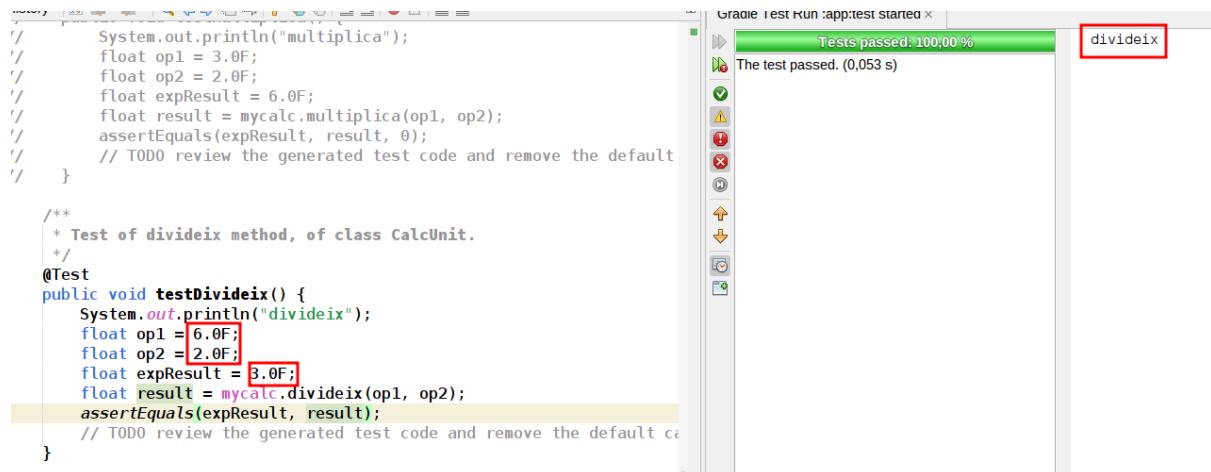 Gradle Test Run :app:test started ×
//        System.out.println("multiplica");
//        float op1 = 3.0F;
//        float op2 = 2.0F;
//        float expResult = 6.0F;
//        float result = mycalc.multiplica(op1, op2);
//        assertEquals(expResult, result, 0);
//        // TODO review the generated test code and remove the default
//    }
/**
 * Test of divideix method, of class CalcUnit.
 */
@Test
public void testDivideix() {
    System.out.println("divideix");
    float op1 = 6.0F;
    float op2 = 2.0F;
    float expResult = 3.0F;
    float result = mycalc.divideix(op1, op2);
    assertEquals(expResult, result);
    // TODO review the generated test code and remove the default ca
}
Tests passed: 100,00 %
The test passed. (0,053 s)
divideix